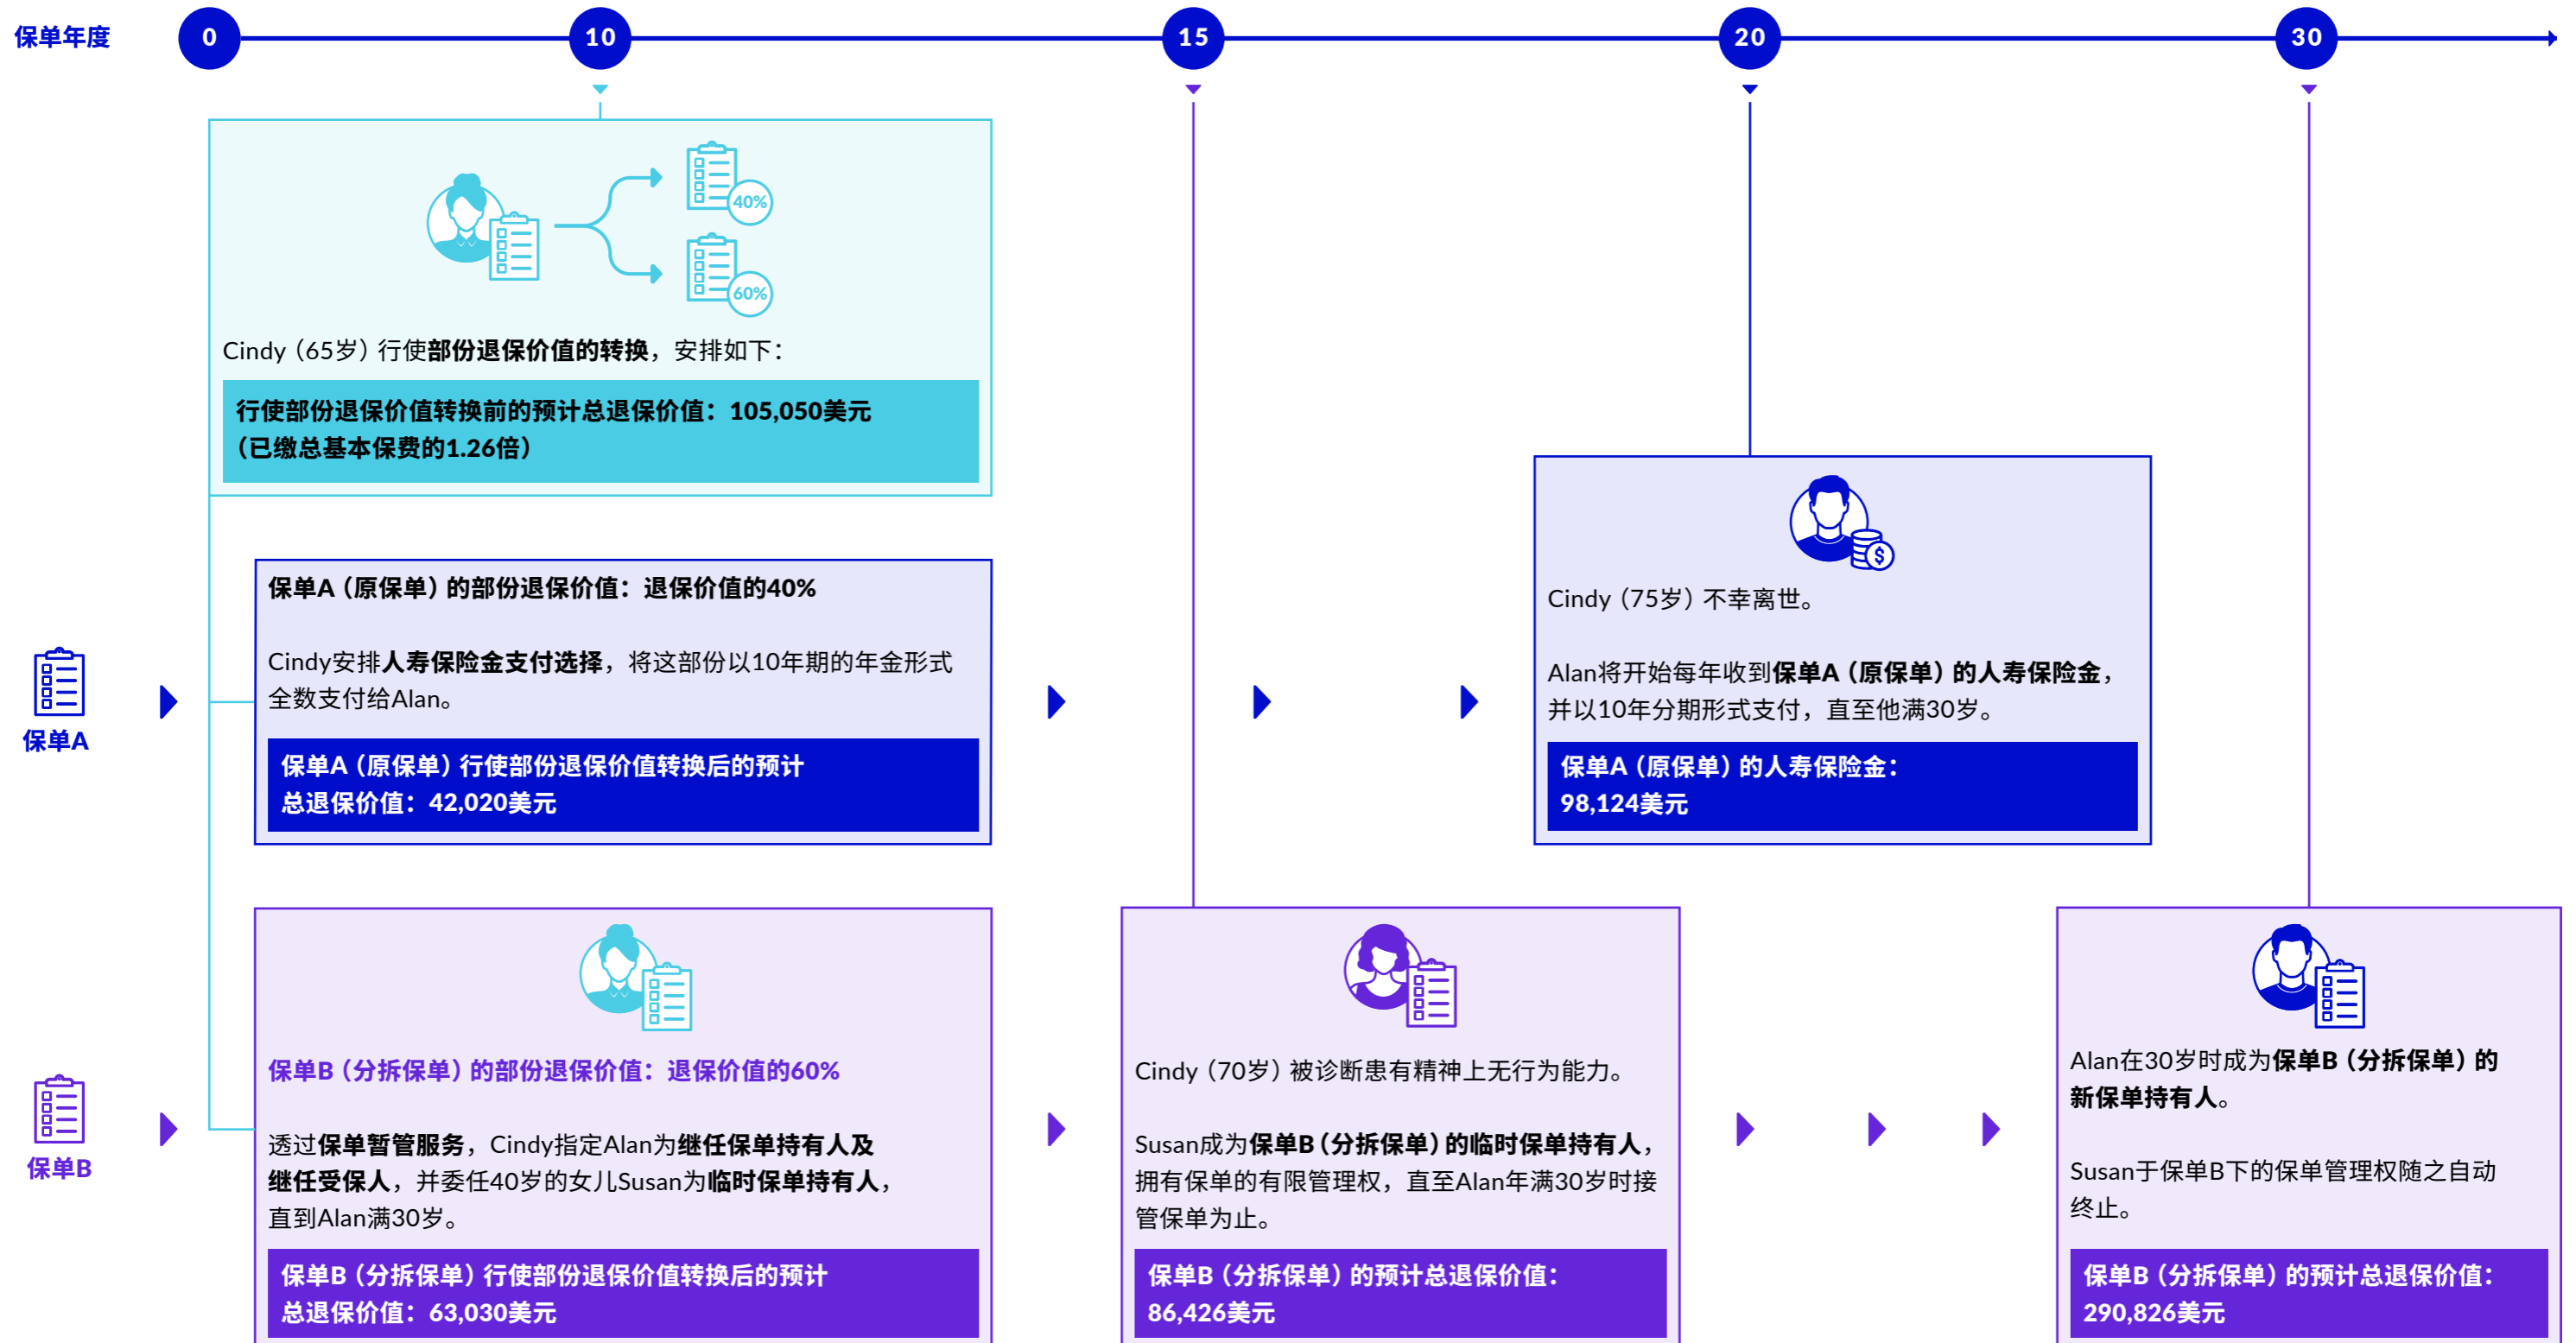 保单年度
0
10
15
20
30
40%
60%
Cindy（65岁）行使部份退保价值的转换，安排如下：
行使部份退保价值转换前的预计总退保价值：105,050美元
（已缴总基本保费的1.26倍）
保单A
保单A（原保单）的部份退保价值：退保价值的40%
Cindy安排人寿保险金支付选择，将这部份以10年期的年金形式
全数支付给Alan。
保单A（原保单）行使部份退保价值转换后的预计
总退保价值：42,020美元
Cindy（75岁）不幸离世。
Alan将开始每年收到保单A（原保单）的人寿保险金，
并以10年分期形式支付，直至他满30岁。
保单A（原保单）的人寿保险金：
98,124美元
保单B
保单B（分拆保单）的部份退保价值：退保价值的60%
透过保单暂管服务，Cindy指定Alan为继任保单持有人及
继任受保人，并委任40岁的女儿Susan为临时保单持有人，
直到Alan满30岁。
保单B（分拆保单）行使部份退保价值转换后的预计
总退保价值：63,030美元
Cindy（70岁）被诊断患有精神上无行为能力。
Susan成为保单B（分拆保单）的临时保单持有人，
拥有保单的有限管理权，直至Alan年满30岁时接
管保单为止。
保单B（分拆保单）的预计总退保价值：
86,426美元
Alan在30岁时成为保单B（分拆保单）的
新保单持有人。
Susan于保单B下的保单管理权随之自动
终止。
保单B（分拆保单）的预计总退保价值：
290,826美元